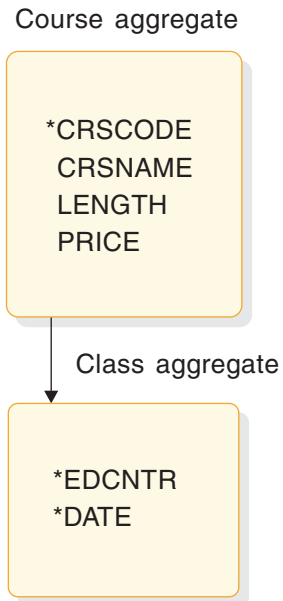 Course aggregate
*CRSCODE
CRSNAME
LENGTH
PRICE
Class aggregate
*EDCNTR
*DATE